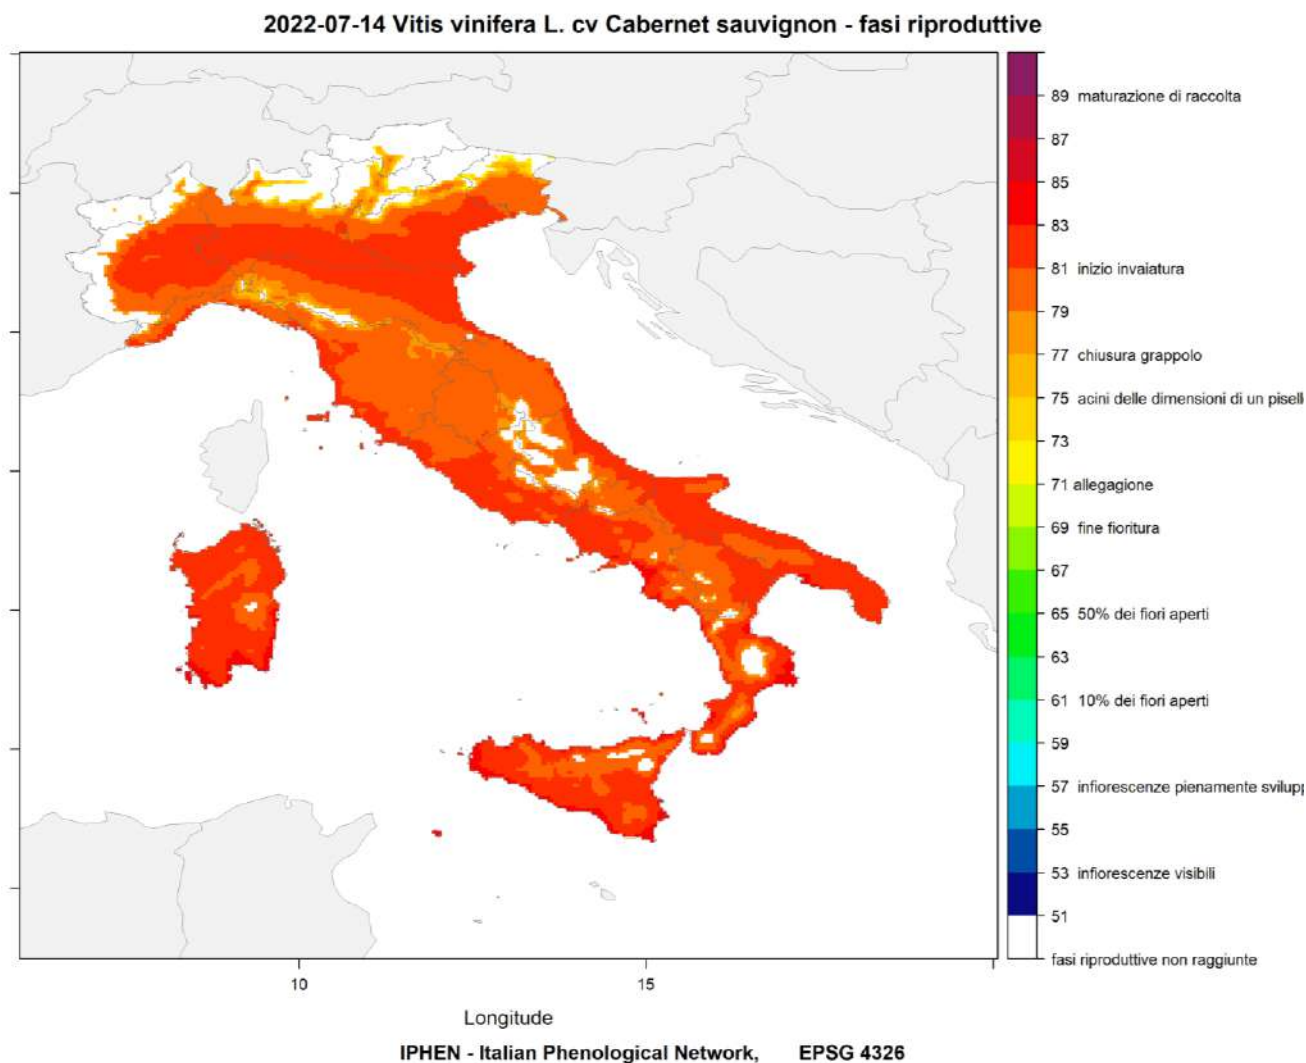 2022-07-14 Vitis vinifera L. cv Cabernet sauvignon - fasi riproduttive
89 maturazione di raccolta
87
85
83
81 inizio invaiatura
79
77 chiusura grappolo
75 acini delle dimensioni di un pisell
73
71 allegagione
69 fine fioritura
67
65 50% dei fiori aperti
63
61 10% dei fiori aperti
59
57 infiorescenze pienamente svilupp
55
53 infiorescenze visibili
51
fasi riproduttive non raggiunte
10 15
Longitude
IPHEN - Italian Phenological Network, EPSG 4326